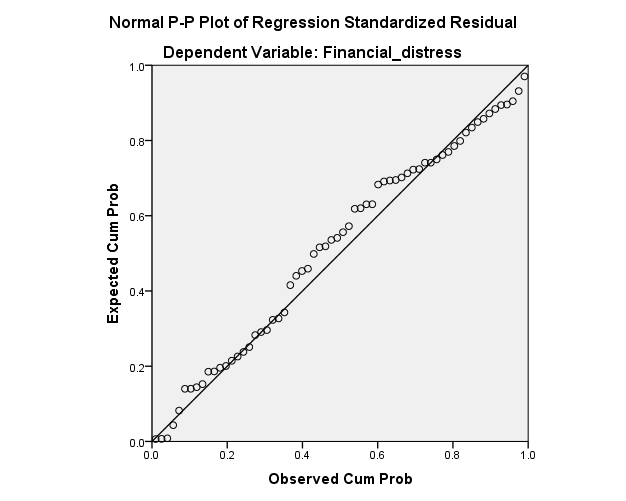 Normal P-P Plot of Regression Standardized Residual
Dependent Variable: Financial_distress
1.0
0.8
0.6
0.4
0.2
0.0
Expected Cum Prob
0.0 0.2 0.4 0.6 0.8 1.0
Observed Cum Prob